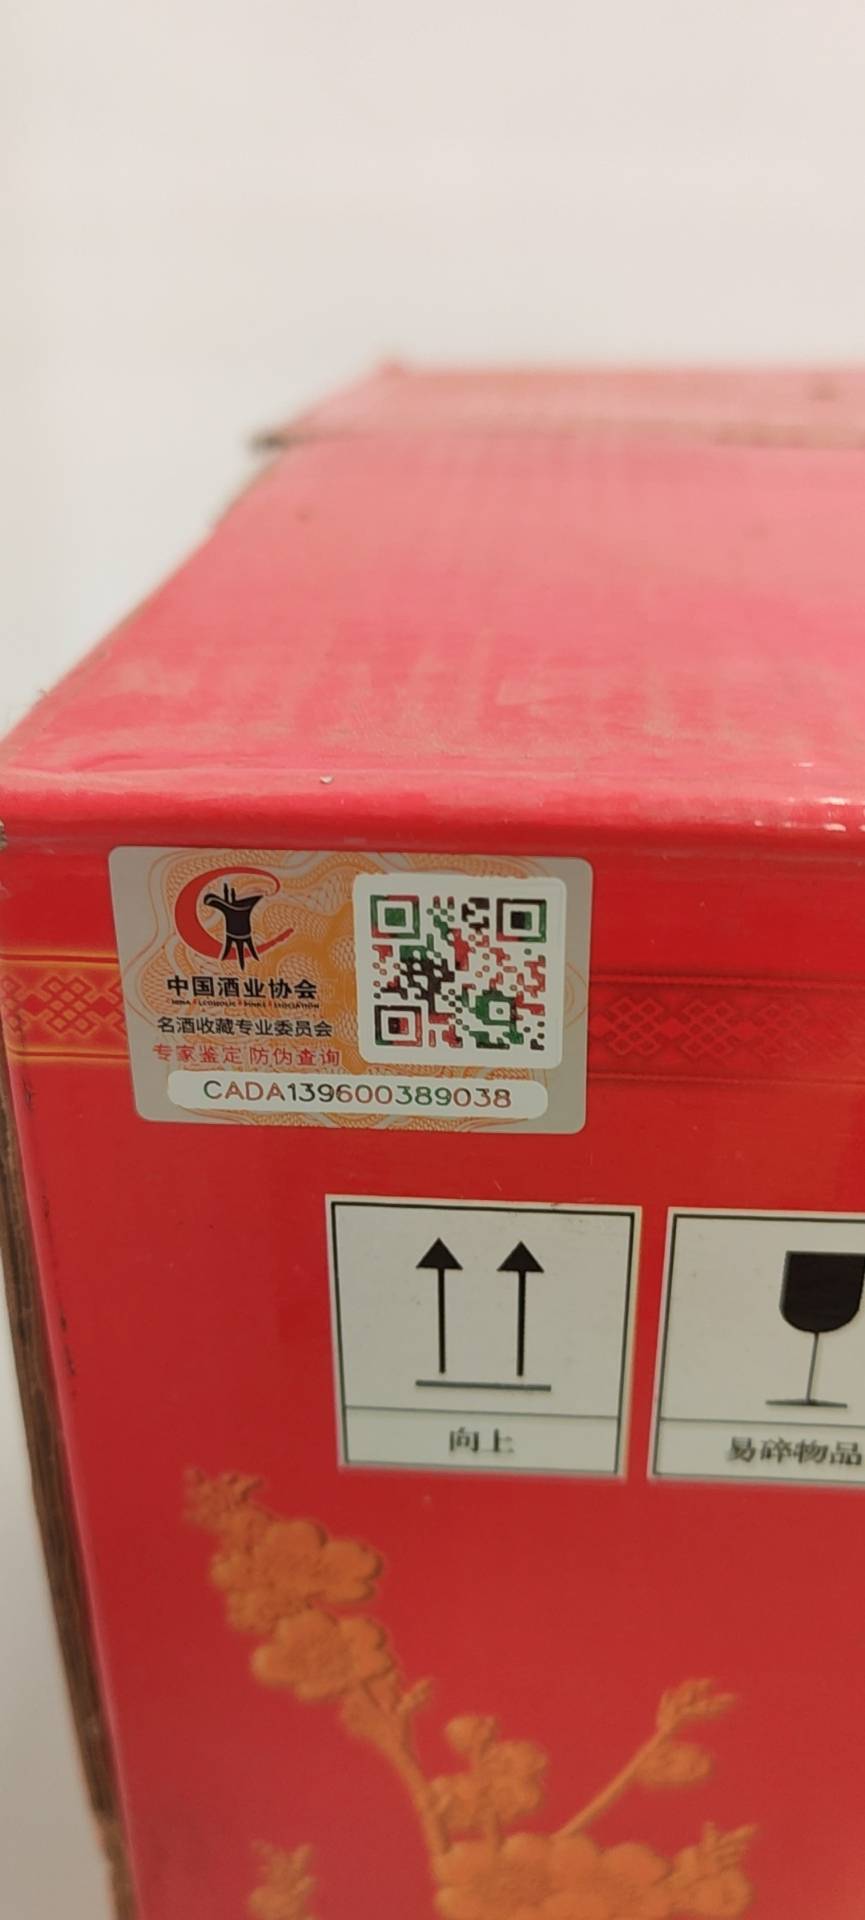 中国酒业协会
名酒收藏专业委员会
专家鉴定 防伪查询
CADA139600389038
向上
易碎物品